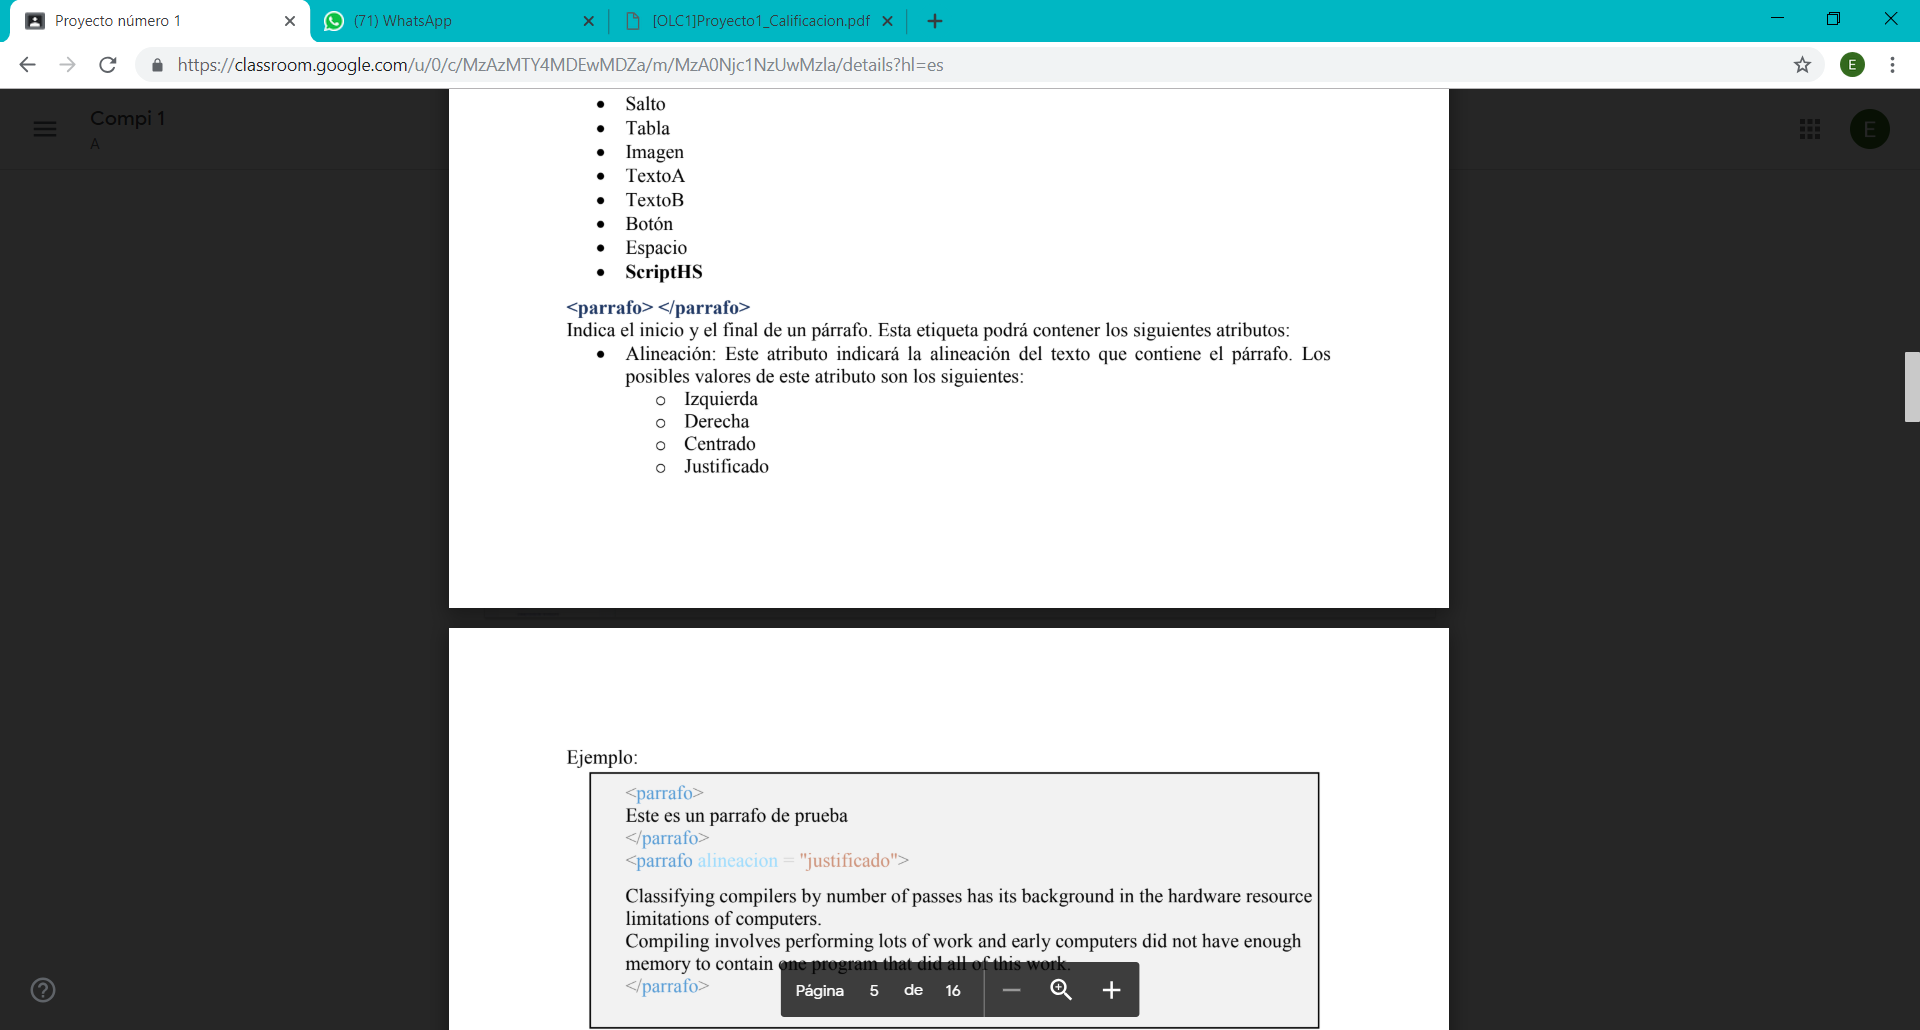 Proyecto número 1
(71) WhatsApp
[OLC1]Proyecto1_Calificacion.pdf
https://classroom.google.com/u/0/c/MzAzMTY4MDEwMDZa/m/MzA0Njc1NzUwMzla/details?hl=es
E
Compi 1
A
E
• Salto
• Tabla
• Imagen
• TextoA
• TextoB
• Botón
• Espacio
• ScriptHS
<parrafo> </parrafo>
Indica el inicio y el final de un párrafo. Esta etiqueta podrá contener los siguientes atributos:
• Alineación: Este atributo indicará la alineación del texto que contiene el párrafo. Los
posibles valores de este atributo son los siguientes:
o Izquierda
o Derecha
o Centrado
o Justificado
Ejemplo:
<parrafo>
Este es un parrafo de prueba
</parrafo>
<parrafo alineacion = "justificado">
Classifying compilers by number of passes has its background in the hardware resource
limitations of computers.
Compiling involves performing lots of work and early computers did not have enough
memory to contain one program that did all of this work.
</parrafo>
Página 5 de 16